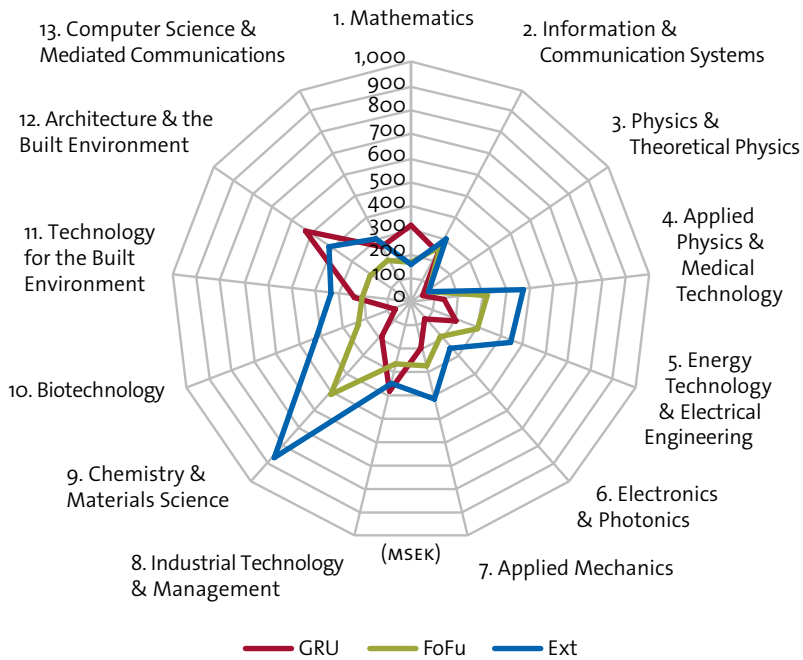 1. Mathematics
2. Information &
Communication Systems
3. Physics &
Theoretical Physics
4. Applied
Physics &
Medical
Technology
5. Energy
Technology
& Electrical
Engineering
6. Electronics
& Photonics
7. Applied Mechanics
8. Industrial Technology
& Management
9. Chemistry &
Materials Science
10. Biotechnology
11. Technology
for the Built
Environment
12. Architecture & the
Built Environment
13. Computer Science &
Mediated Communications
1,000
900
800
700
600
500
400
300
200
100
0
(MSEK)
GRU FoFu Ext